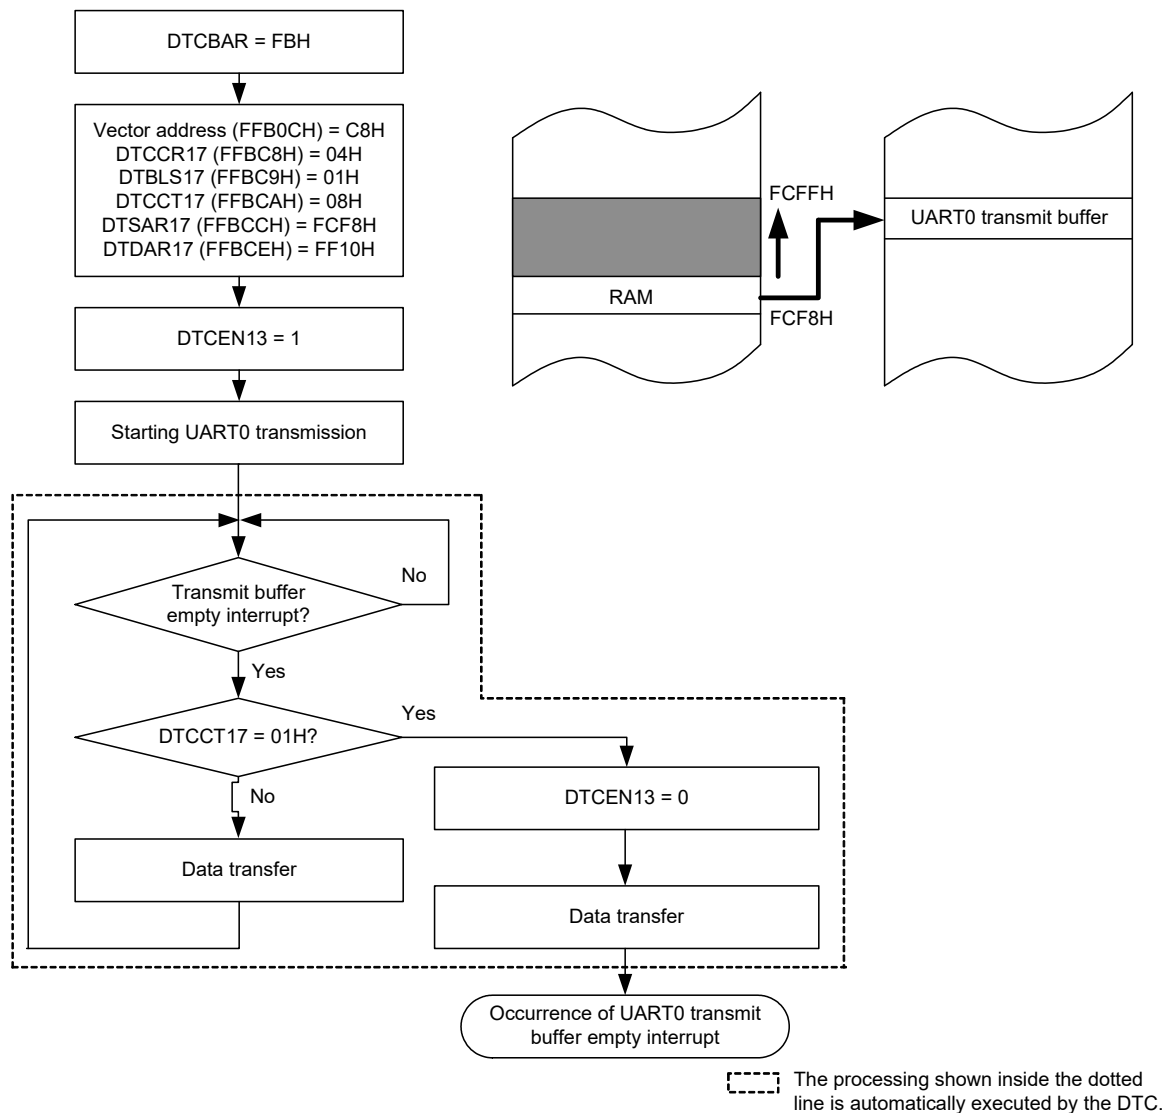 DTCBAR = FBH
Vector address (FFB0CH) = C8H
DTCCR17 (FFBC8H) = 04H
DTBLS17 (FFBC9H) = 01H
DTCCT17 (FFBCAH) = 08H
DTSAR17 (FFBCCH) = FCF8H
DTDAR17 (FFBCEH) = FF10H
DTCEN13 = 1
Starting UART0 transmission
FCFFH
UART0 transmit buffer
RAM
FCF8H
Transmit buffer
empty interrupt?
No
Yes
DTCCT17 = 01H?
Yes
No
DTCEN13 = 0
Data transfer
Data transfer
Occurrence of UART0 transmit
buffer empty interrupt
The processing shown inside the dotted
line is automatically executed by the DTC.